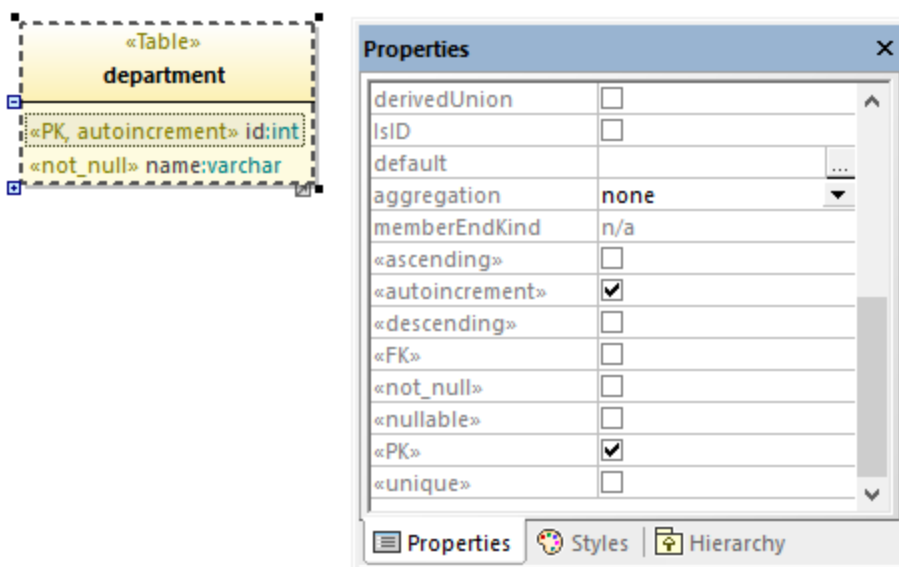 «Table»
department
«PK, autoincrement» id:int
«not_null» name:varchar
Properties
derivedUnion
IsID
default ...
aggregation none
memberEndKind n/a
«ascending»
«autoincrement»
«descending»
«FK»
«not_null»
«nullable»
«PK»
«unique»
Properties Styles Hierarchy